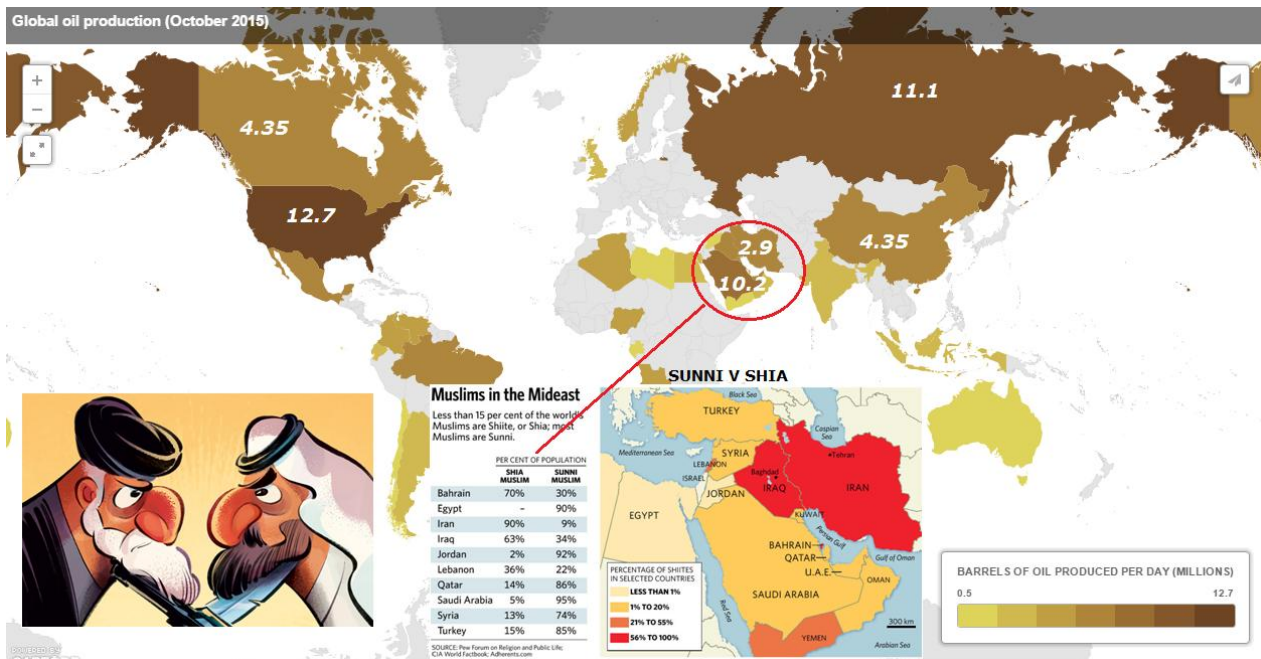 Global oil production (October 2015)
+
−
4.35
12.7
11.1
2.9
4.35
10.2
SUNNI V SHIA
Muslims in the Mideast
Less than 15 per cent of the world's
Muslims are Shiite, or Shia; most
Muslims are Sunni.
PER CENT OF POPULATION
SHIA MUSLIM SUNNI MUSLIM
Bahrain 70% 30%
Egypt – 90%
Iran 90% 9%
Iraq 63% 34%
Jordan 2% 92%
Lebanon 36% 22%
Qatar 14% 86%
Saudi Arabia 5% 95%
Syria 13% 74%
Turkey 15% 85%
SOURCE: Pew Forum on Religion and Public Life;
CIA World Factbook; Adherents.com
Black Sea
TURKEY
Caspian
Sea
Mediterranean Sea
SYRIA
Tehran
LEBANON
Baghdad
ISRAEL
IRAQ
IRAN
JORDAN
EGYPT
KUWAIT
Persian Gulf
BAHRAIN
QATAR
Gulf of Oman
U.A.E.
OMAN
SAUDI ARABIA
Red Sea
YEMEN
300 km
Arabian Sea
PERCENTAGE OF SHIITES
IN SELECTED COUNTRIES
LESS THAN 1%
1% TO 20%
21% TO 55%
56% TO 100%
BARRELS OF OIL PRODUCED PER DAY (MILLIONS)
0.5 12.7
POWERED BY